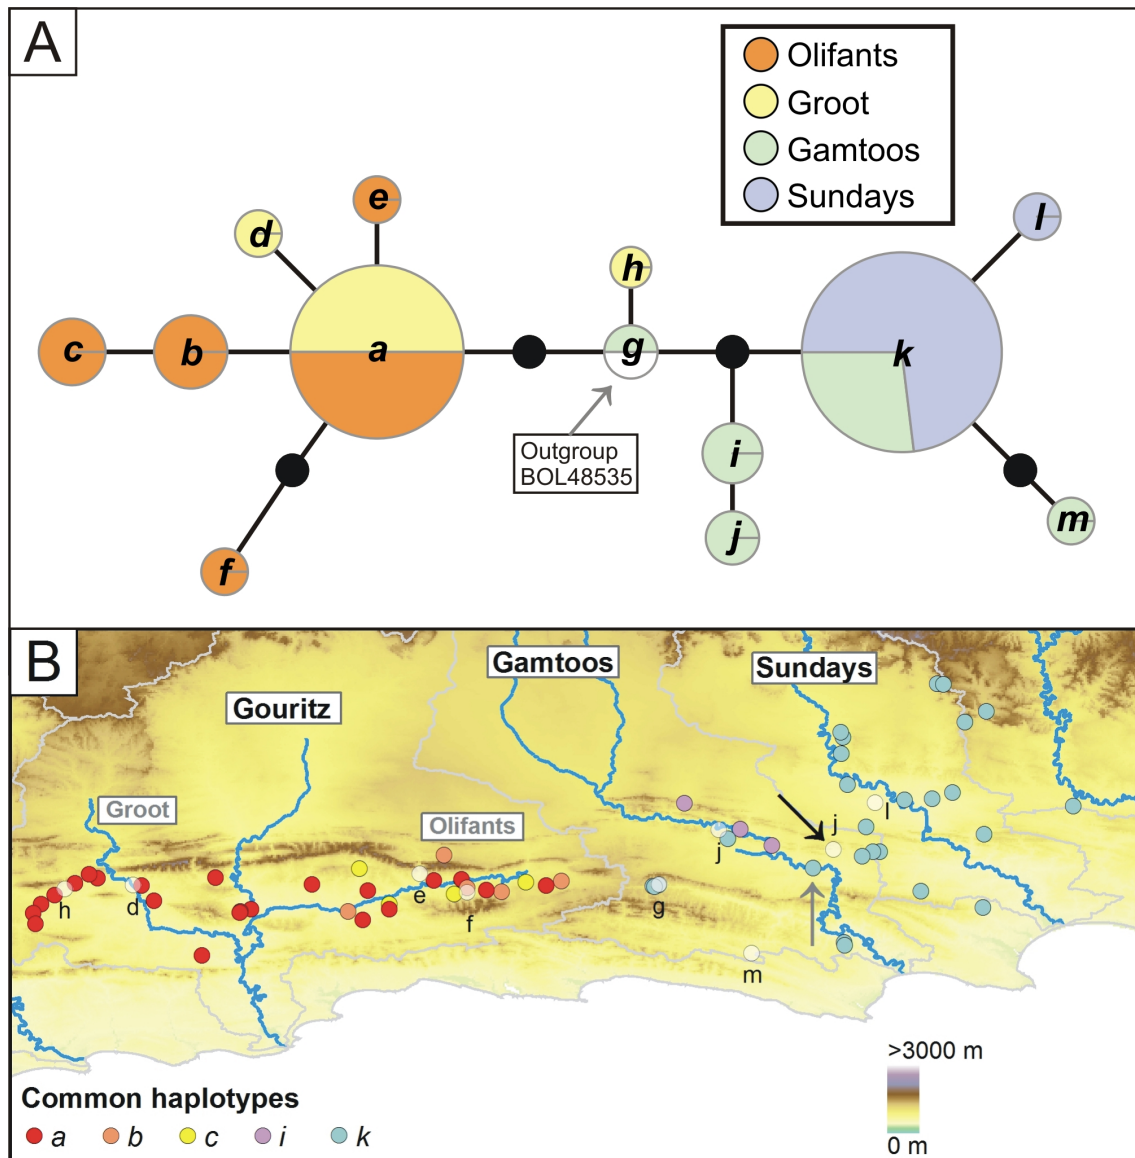 A
Olifants
Groot
Gamtoos
Sundays
e
d
l
h
c
b
a
g
k
Outgroup
BOL48535
i
j
m
f
B
Gamtoos
Sundays
Gouritz
Groot
Olifants
j
l
j
h
d
e
f
g
m
>3000 m
0 m
Common haplotypes
a b c i k